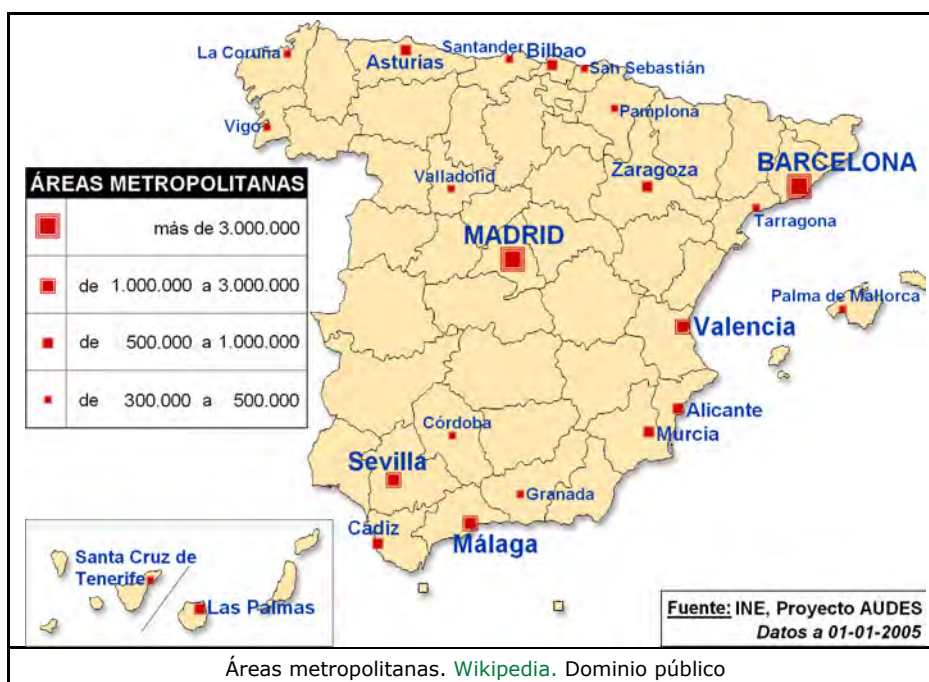 La Coruña
Asturias
Santander
Bilbao
San Sebastián
Vigo
Pamplona
Valladolid
Zaragoza
BARCELONA
Tarragona
MADRID
Palma de Mallorca
Valencia
Alicante
Murcia
Córdoba
Sevilla
Granada
Cádiz
Málaga
ÁREAS METROPOLITANAS
más de 3.000.000
de 1.000.000 a 3.000.000
de 500.000 a 1.000.000
de 300.000 a 500.000
Santa Cruz de
Tenerife
Las Palmas
Fuente: INE, Proyecto AUDES
Datos a 01-01-2005
Áreas metropolitanas. Wikipedia. Dominio público